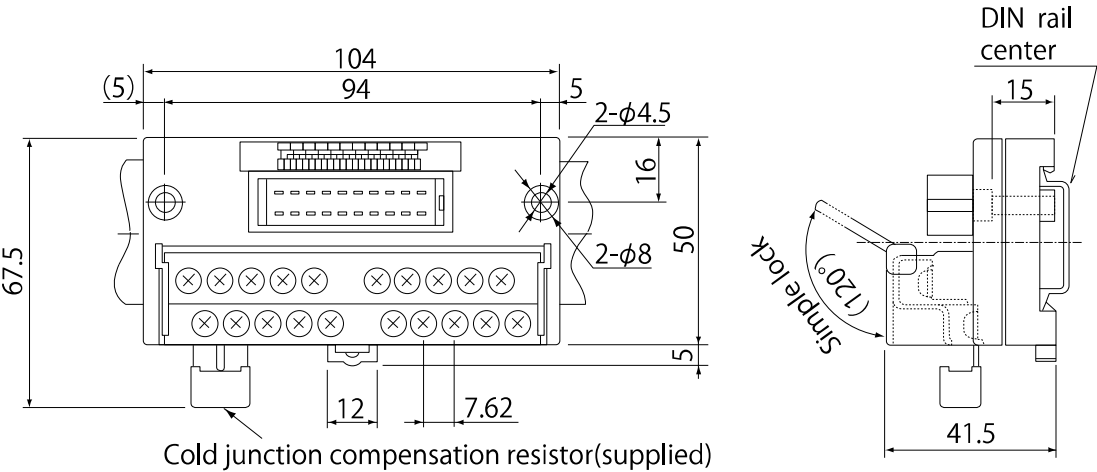 DIN rail
center
104
(5)
94
5
15
2-φ4.5
16
67.5
50
2-φ8
Simple lock
(120°)
5
12
7.62
41.5
Cold junction compensation resistor(supplied)